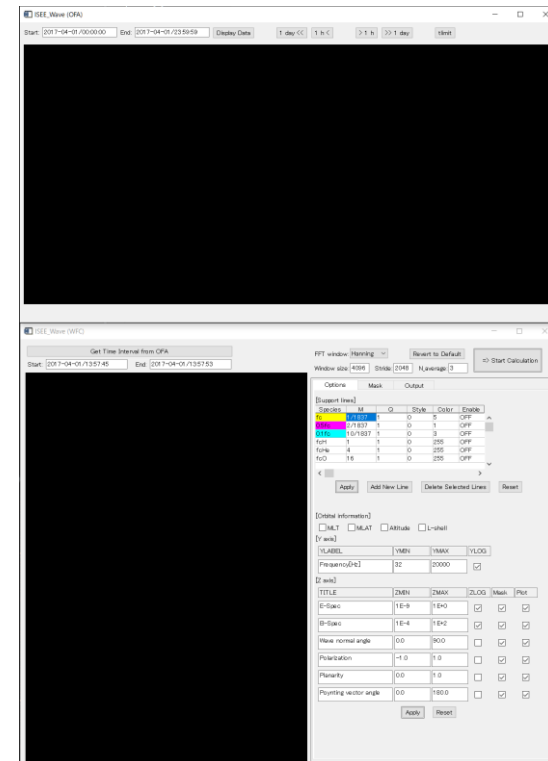 ISEE_Wave (OFA)
Start: 2017-04-01/00:00:00 End: 2017-04-01/23:59:59 Display Data 1 day << 1 h < > 1 h >> 1 day tlimit
ISEE_Wave (WFC)
Get Time Interval from OFA
Start: 2017-04-01/13:57:45 End: 2017-04-01/13:57:53
FFT window: Hanning Revert to Default => Start Calculation
Window size: 4096 Stride: 2048 N_average: 3
Options Mask Output
[Support lines]
Species M Q Style Color Enable
fc 1/1837 1 0 5 OFF
0.5fc 2/1837 1 0 1 OFF
0.1fc 10/1837 1 0 3 OFF
fcH 1 1 0 255 OFF
fcHe 4 1 0 255 OFF
fcO 16 1 0 255 OFF
Apply Add New Line Delete Selected Lines Reset
[Orbital information]
MLT MLAT Altitude L-shell
[Y axis]
YLABEL YMIN YMAX YLOG
Frequency[Hz] 32 20000
[Z axis]
TITLE ZMIN ZMAX ZLOG Mask Plot
E-Spec 1E-9 1E+0
B-Spec 1E-4 1E+2
Wave normal angle 0.0 90.0
Polarization -1.0 1.0
Planarity 0.0 1.0
Poynting vector angle 0.0 180.0
Apply Reset